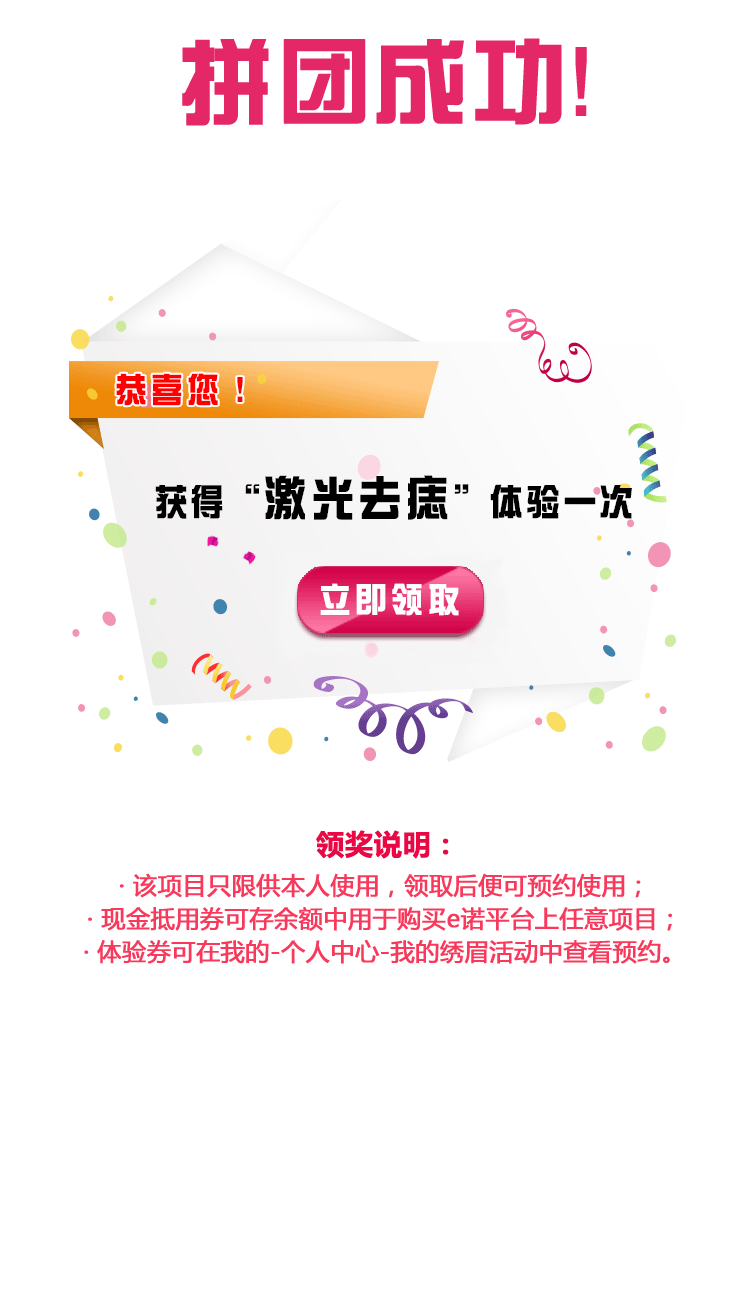 拼团成功!
恭喜您！
获得“激光去痣”体验一次
立即领取
领奖说明：
·该项目只限供本人使用，领取后便可预约使用；
·现金抵用券可存余额中用于购买e诺平台上任意项目；
·体验券可在我的-个人中心-我的绣眉活动中查看预约。